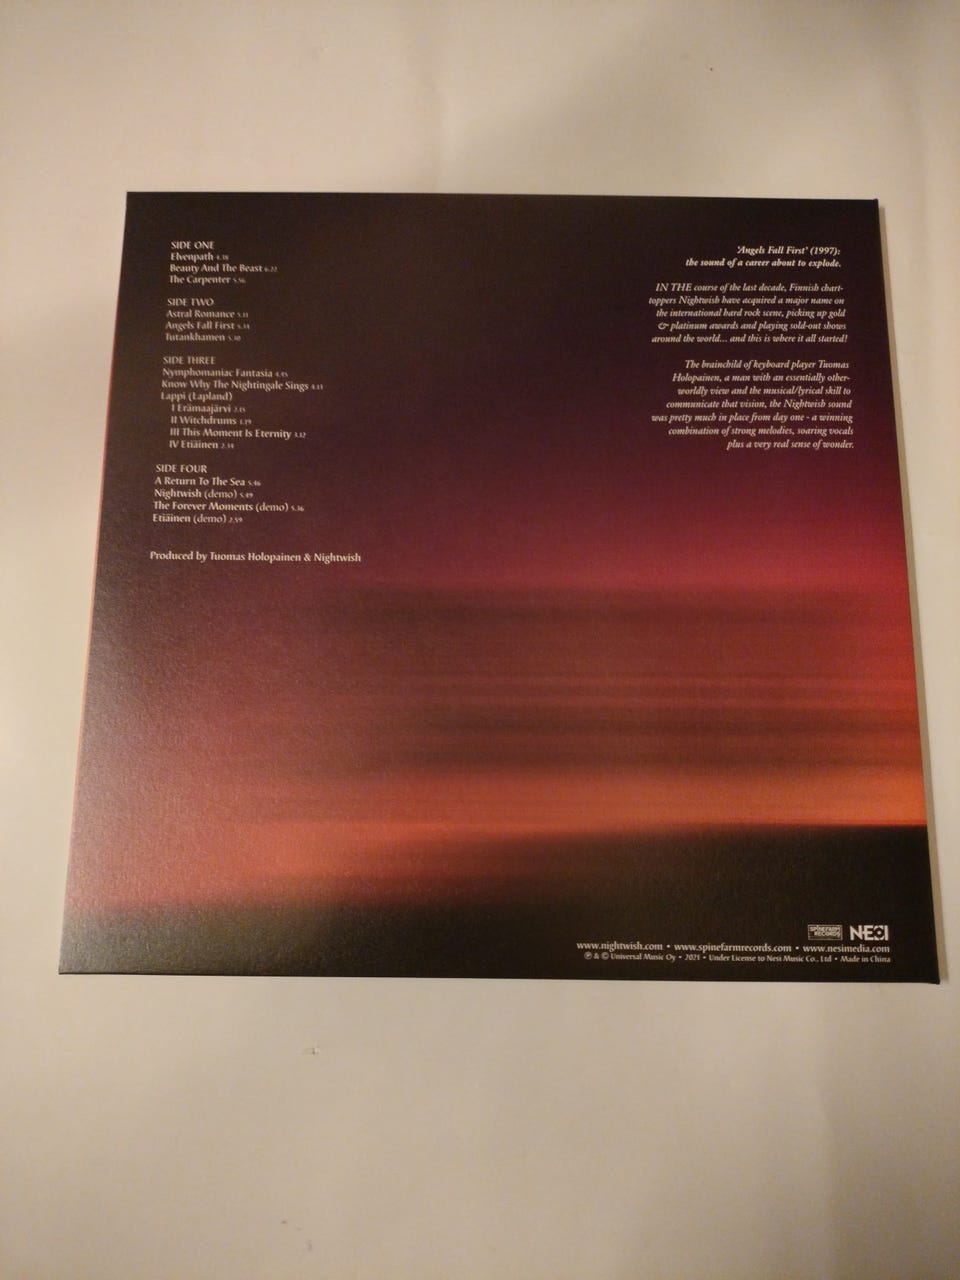 SIDE ONE
Elvenpath 4.38
Beauty And The Beast 6.22
The Carpenter 5.56
SIDE TWO
Astral Romance 5.11
Angels Fall First 5.34
Tutankhamen 5.30
SIDE THREE
Nymphomaniac Fantasia 4.45
Know Why The Nightingale Sings 4.13
Lappi (Lapland)
I Erämaajärvi 2.15
II Witchdrums 1.19
III This Moment Is Eternity 3.12
IV Etiäinen 2.34
SIDE FOUR
A Return To The Sea 5.46
Nightwish (demo) 5.49
The Forever Moments (demo) 5.36
Etiäinen (demo) 2.59
Produced by Tuomas Holopainen & Nightwish
'Angels Fall First' (1997):
the sound of a career about to explode.
IN THE course of the last decade, Finnish chart-
toppers Nightwish have acquired a major name on
the international hard rock scene, picking up gold
& platinum awards and playing sold-out shows
around the world... and this is where it all started!
The brainchild of keyboard player Tuomas
Holopainen, a man with an essentially other-
worldly view and the musical/lyrical skill to
communicate that vision, the Nightwish sound
was pretty much in place from day one - a winning
combination of strong melodies, soaring vocals
plus a very real sense of wonder.
SPINEFARM
RECORDS
NESI
www.nightwish.com • www.spinefarmrecords.com • www.nesimedia.com
℗ & © Universal Music Oy • 2021 • Under License to Nesi Music Co., Ltd • Made in China